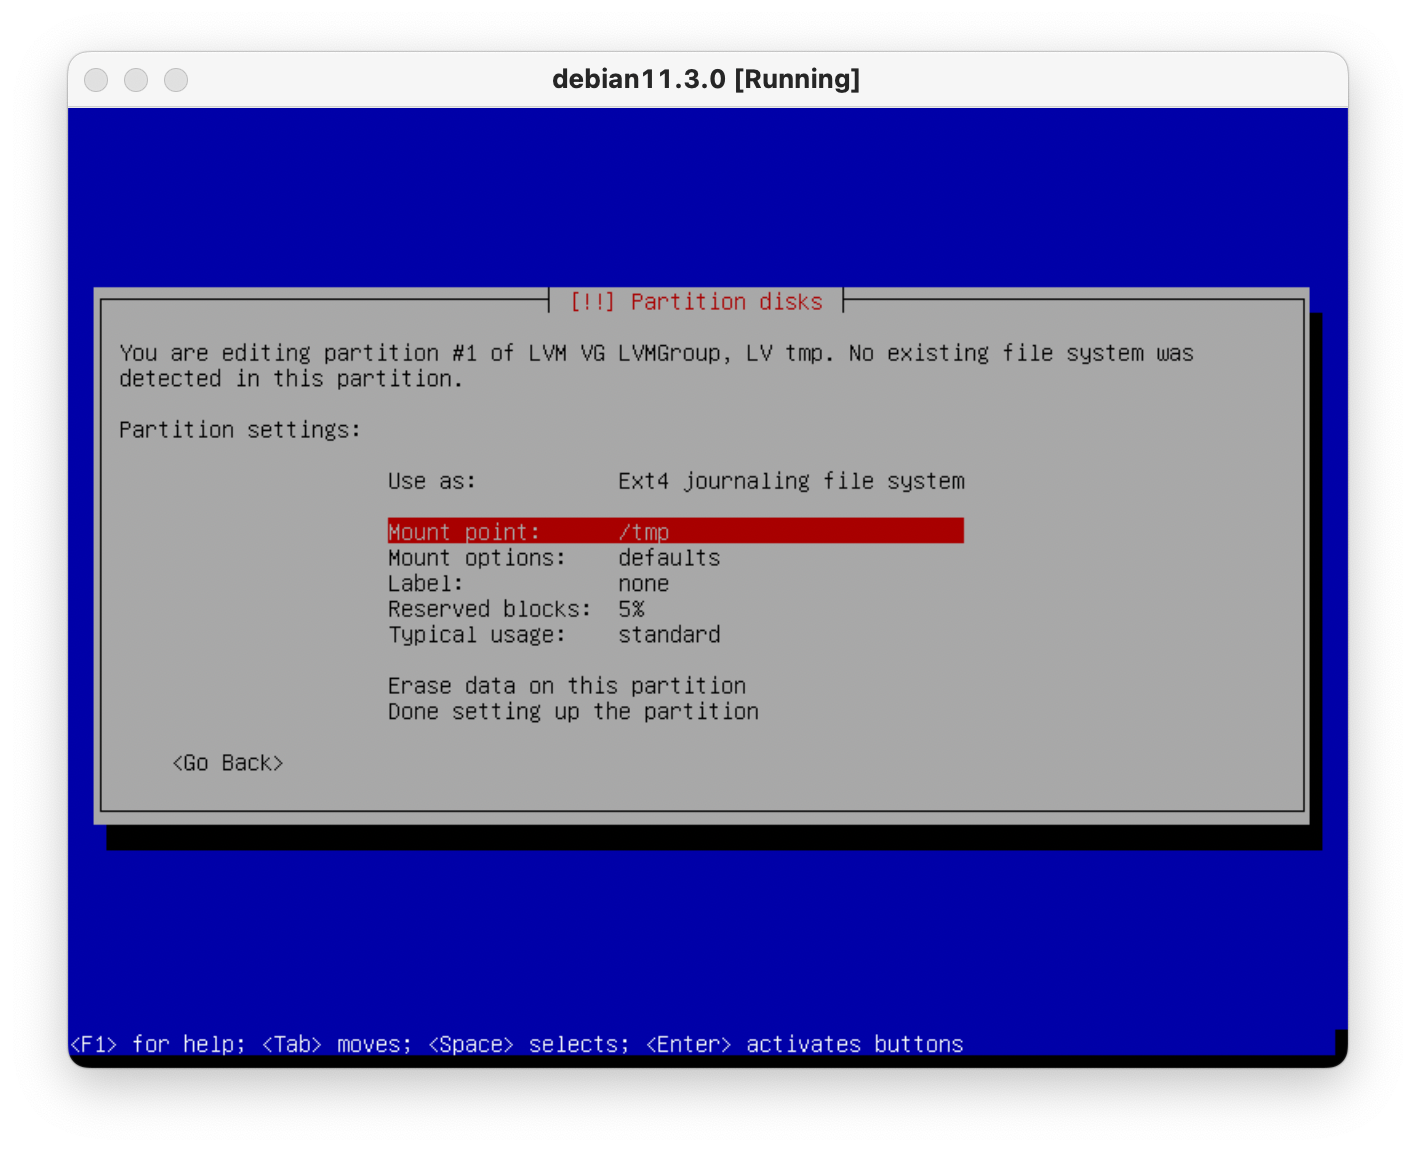 debian11.3.0 [Running]
[!!] Partition disks
You are editing partition #1 of LVM VG LVMGroup, LV tmp. No existing file system was
detected in this partition.
Partition settings:
Use as: Ext4 journaling file system
Mount point: /tmp
Mount options: defaults
Label: none
Reserved blocks: 5%
Typical usage: standard
Erase data on this partition
Done setting up the partition
<Go Back>
<F1> for help; <Tab> moves; <Space> selects; <Enter> activates buttons